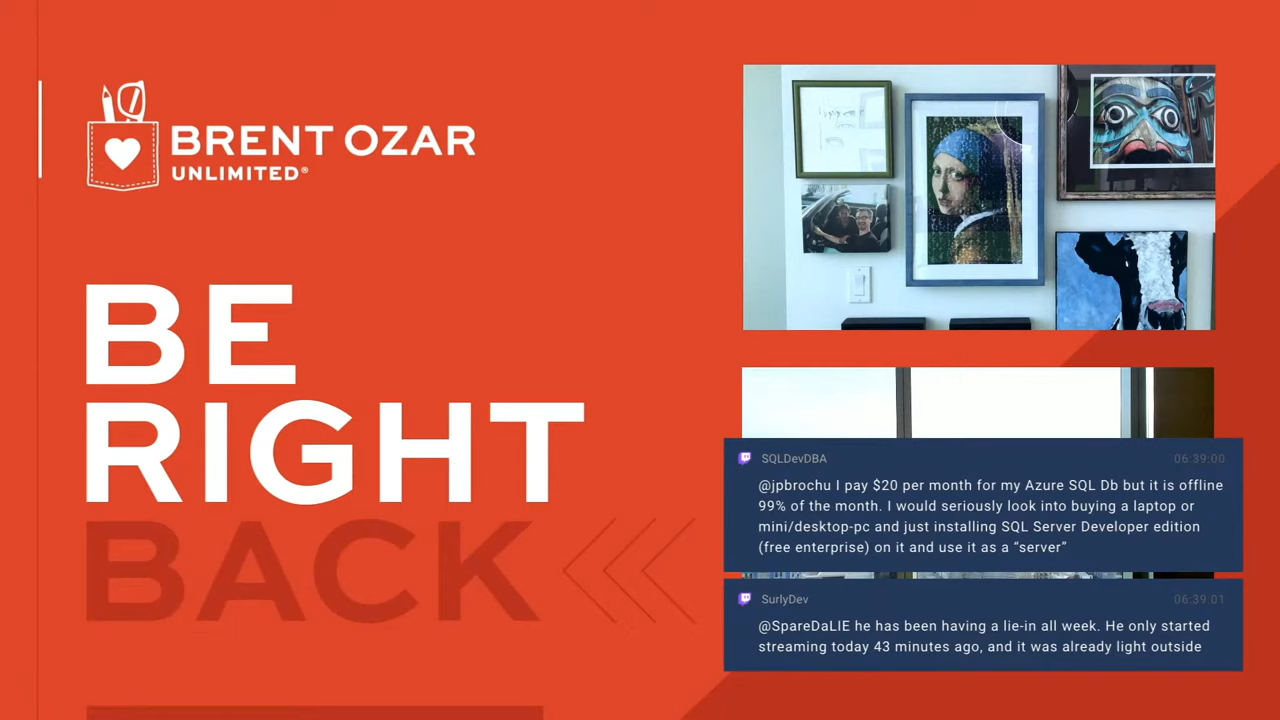 BRENT OZAR
UNLIMITED®
BE
RIGHT
BACK
SQLDevDBA 06:39:00
@jpbrochu I pay $20 per month for my Azure SQL Db but it is offline
99% of the month. I would seriously look into buying a laptop or
mini/desktop-pc and just installing SQL Server Developer edition
(free enterprise) on it and use it as a “server”
SurlyDev 06:39:01
@SpareDaLIE he has been having a lie-in all week. He only started
streaming today 43 minutes ago, and it was already light outside